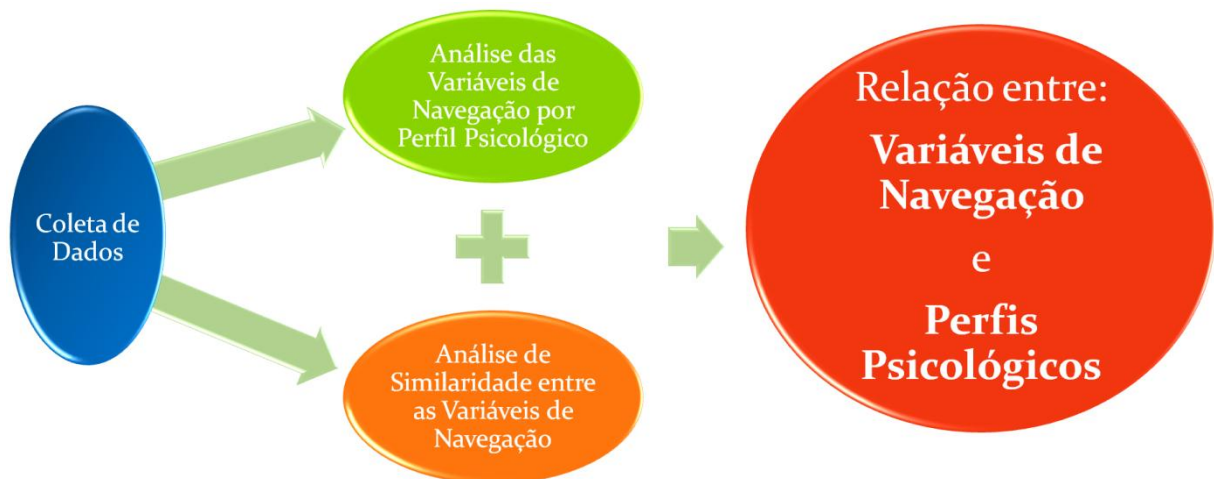 Coleta de
Dados
Análise das
Variáveis de
Navegação por
Perfil Psicológico
Análise de
Similaridade entre
as Variáveis de
Navegação
Relação entre:
Variáveis de
Navegação
e
Perfis
Psicológicos